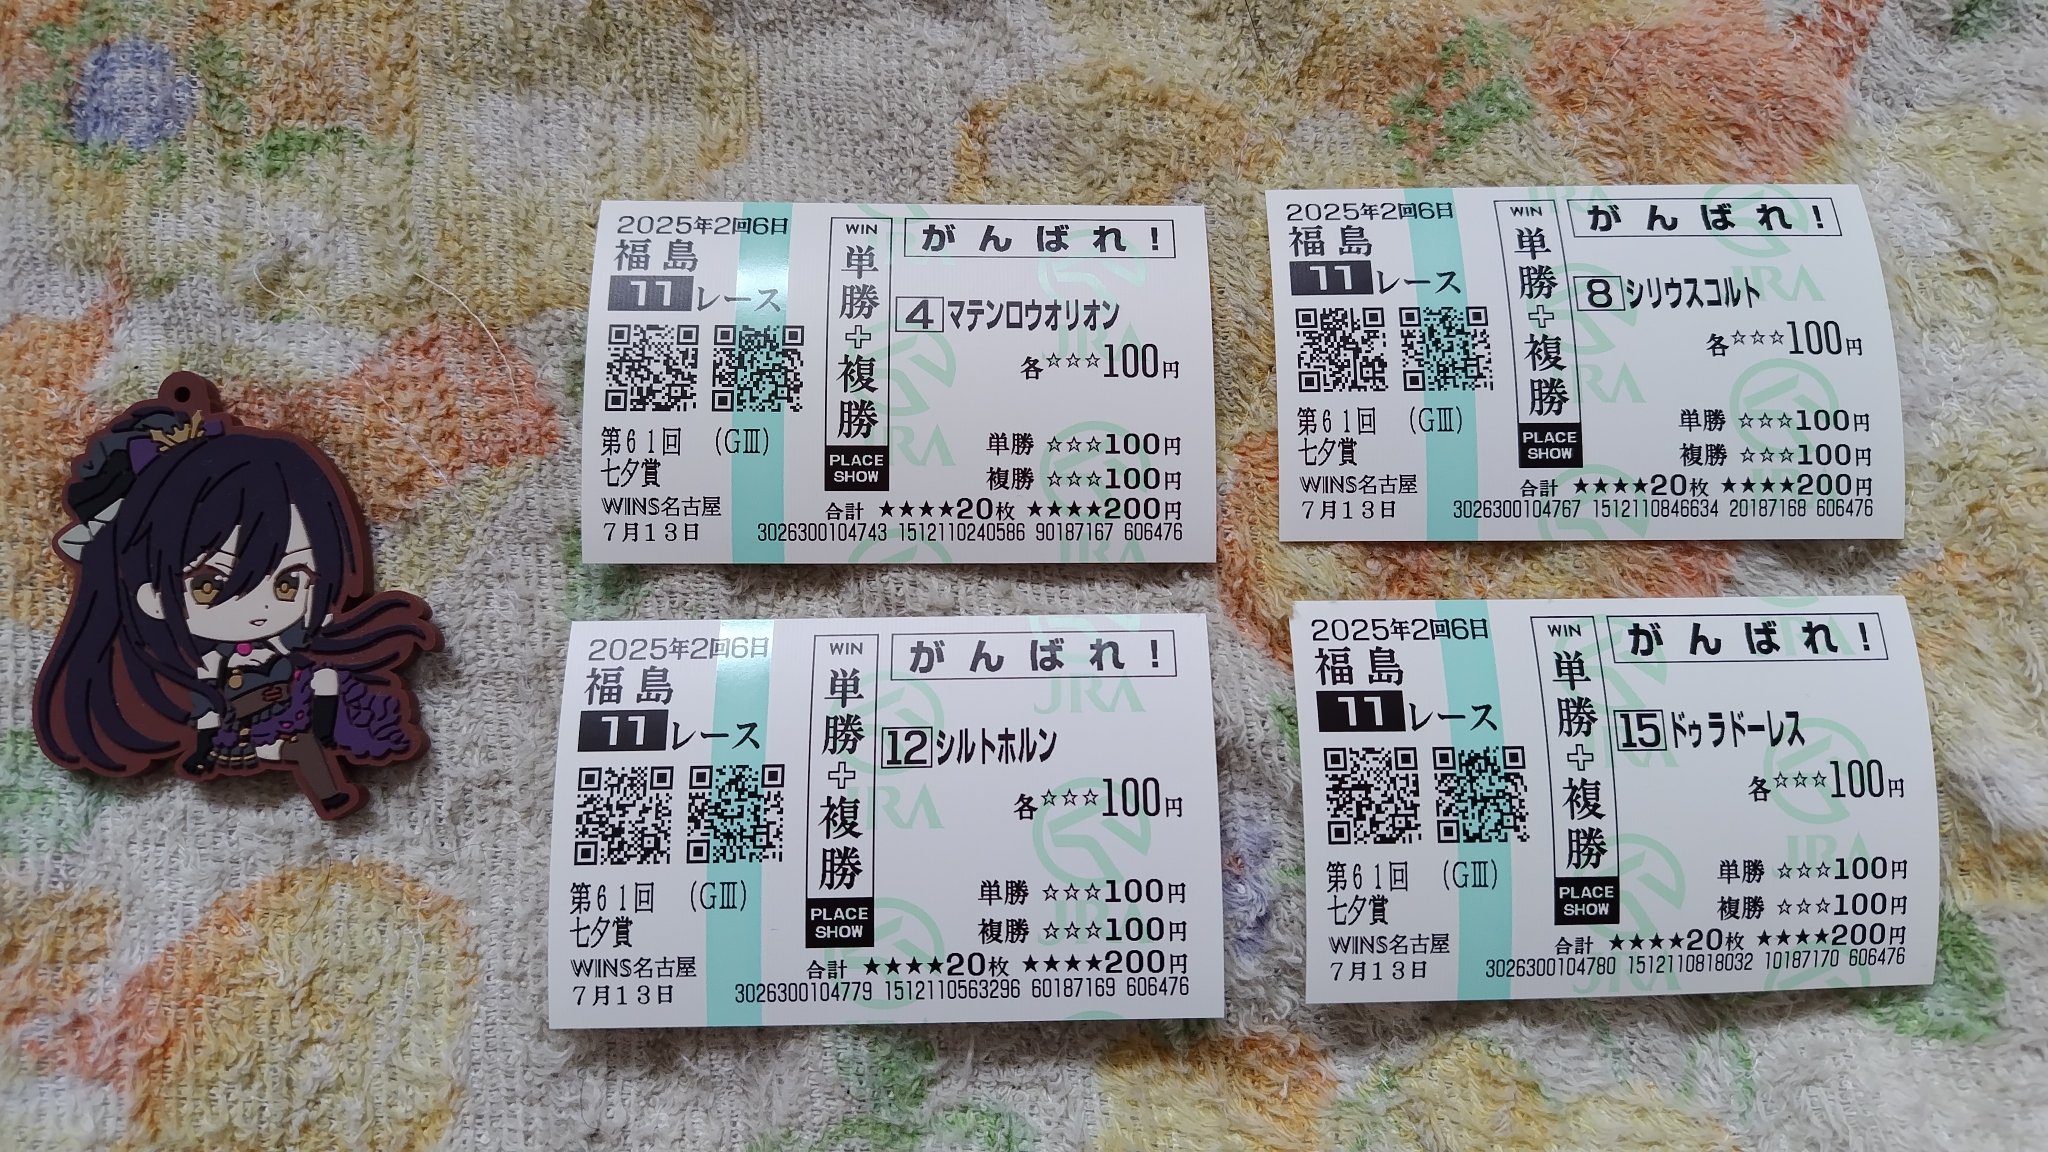 2025年2回6日
福島
11レース
第61回 (GⅢ)
七夕賞
WINS名古屋
7月13日
WIN
単勝+複勝
PLACE
SHOW
がんばれ!
4 マテンロウオリオン
各☆☆☆100円
単勝 ☆☆☆100円
複勝 ☆☆☆100円
合計 ★★★★20枚 ★★★★200円
3026300104743 1512110240586 90187167 606476
JRA
2025年2回6日
福島
11レース
第61回 (GⅢ)
七夕賞
WINS名古屋
7月13日
WIN
単勝+複勝
PLACE
SHOW
がんばれ!
8 シリウスコルト
各☆☆☆100円
単勝 ☆☆☆100円
複勝 ☆☆☆100円
合計 ★★★★20枚 ★★★★200円
3026300104767 1512110846634 20187168 606476
JRA
2025年2回6日
福島
11レース
第61回 (GⅢ)
七夕賞
WINS名古屋
7月13日
WIN
単勝+複勝
PLACE
SHOW
がんばれ!
12 シルトホルン
各☆☆☆100円
単勝 ☆☆☆100円
複勝 ☆☆☆100円
合計 ★★★★20枚 ★★★★200円
3026300104779 1512110563296 60187169 606476
JRA
2025年2回6日
福島
11レース
第61回 (GⅢ)
七夕賞
WINS名古屋
7月13日
WIN
単勝+複勝
PLACE
SHOW
がんばれ!
15 ドゥラドーレス
各☆☆☆100円
単勝 ☆☆☆100円
複勝 ☆☆☆100円
合計 ★★★★20枚 ★★★★200円
3026300104780 1512110818032 10187170 606476
JRA